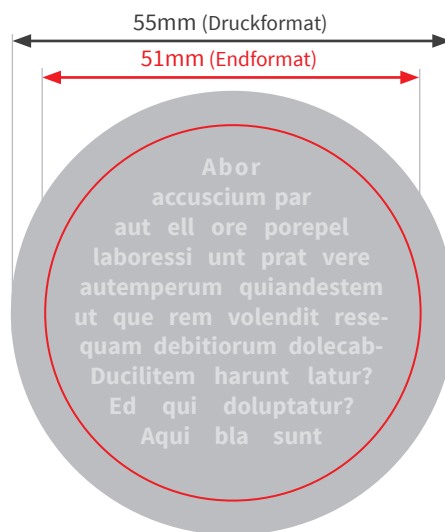 55mm (Druckformat)
51mm (Endformat)
Abor
accuscium par
aut ell ore porepel
laboressi unt prat vere
autemperum quiandestem
ut que rem volendit rese-
quam debitiorum dolecab-
Ducilitem harunt latur?
Ed qui doluptatur?
Aqui bla sunt